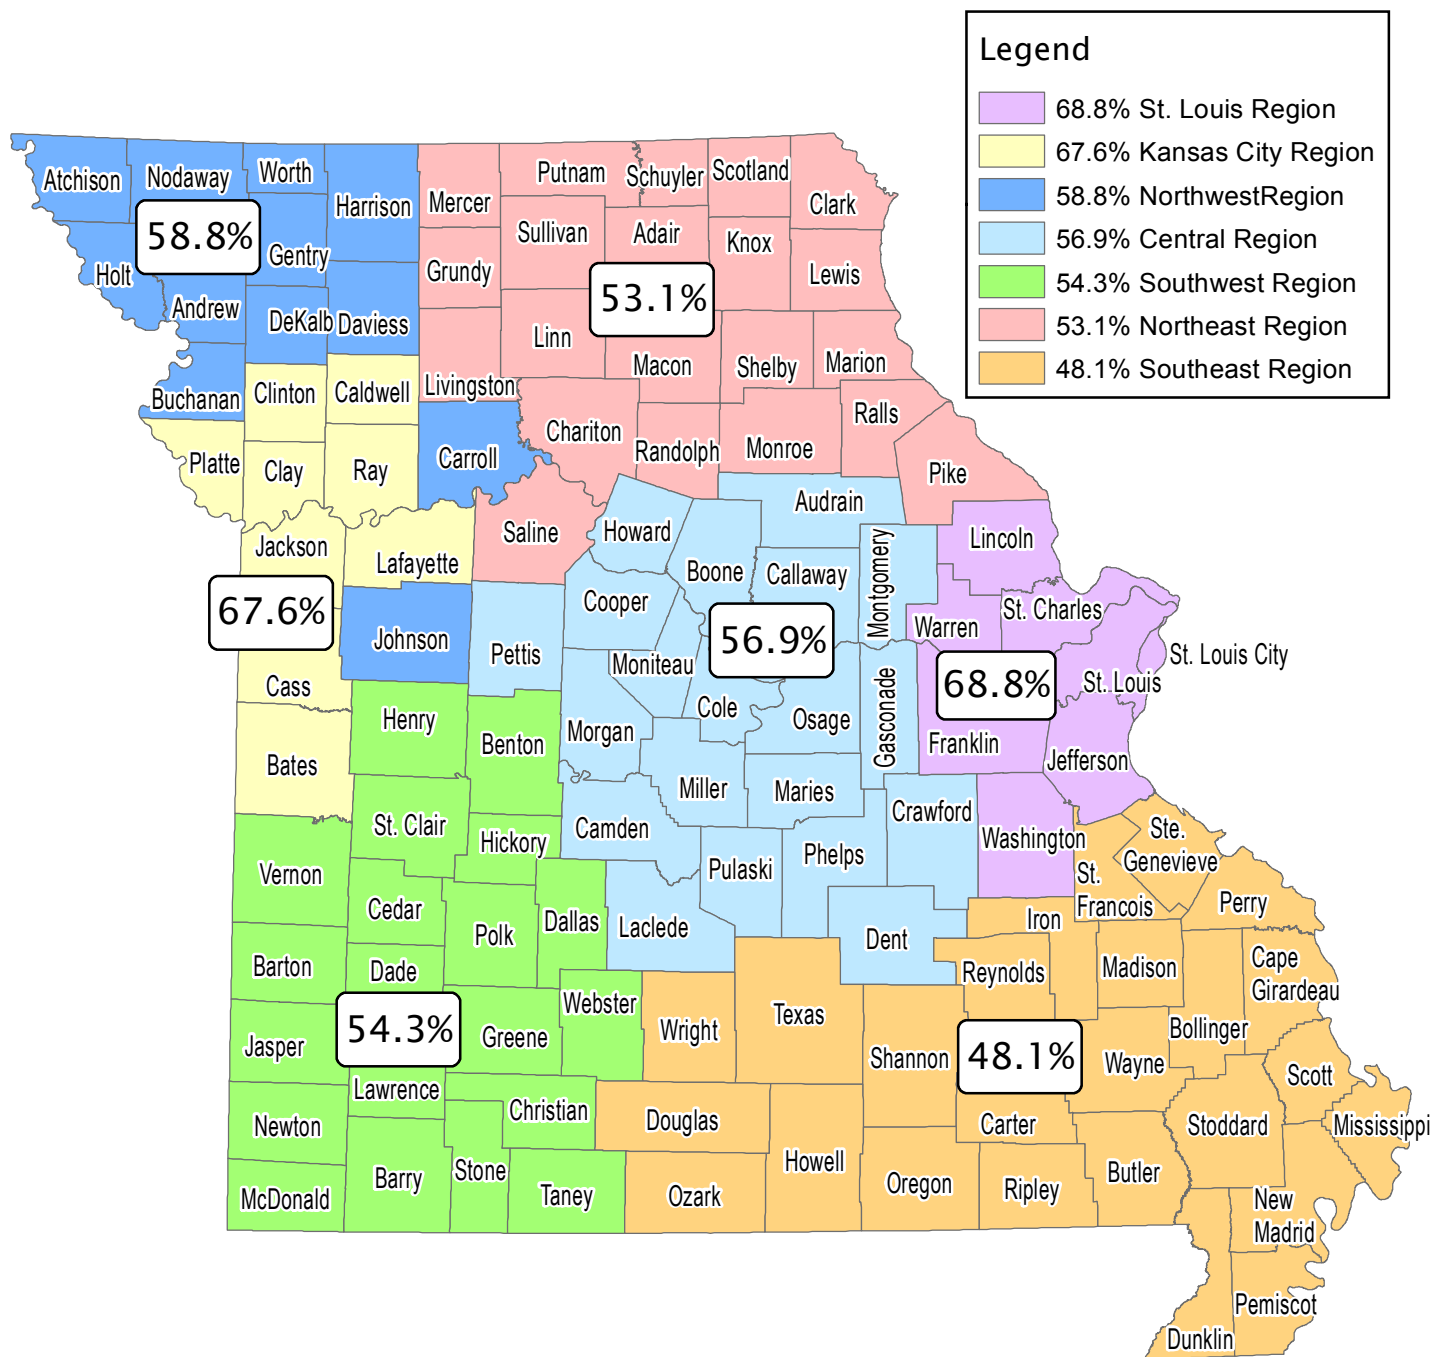 Legend
68.8% St. Louis Region
67.6% Kansas City Region
58.8% NorthwestRegion
56.9% Central Region
54.3% Southwest Region
53.1% Northeast Region
48.1% Southeast Region
Atchison
Nodaway
Worth
Harrison
Mercer
Putnam
Schuyler
Scotland
Clark
58.8%
Gentry
Holt
Andrew
DeKalb
Daviess
Grundy
Sullivan
Adair
Knox
Lewis
53.1%
Linn
Macon
Shelby
Marion
Buchanan
Clinton
Caldwell
Livingston
Chariton
Randolph
Monroe
Ralls
Pike
Platte
Clay
Ray
Carroll
Saline
Howard
Audrain
Lincoln
Jackson
Lafayette
Boone
Callaway
Montgomery
67.6%
Johnson
Pettis
Cooper
Moniteau
56.9%
Warren
St. Charles
St. Louis City
St. Louis
68.8%
Cass
Henry
Benton
Morgan
Cole
Osage
Gasconade
Franklin
Jefferson
Bates
St. Clair
Hickory
Camden
Miller
Maries
Crawford
Washington
Ste.
Genevieve
Vernon
Cedar
Polk
Dallas
Laclede
Pulaski
Phelps
Dent
Iron
St.
Francois
Perry
Barton
Dade
Webster
Reynolds
Madison
Cape
Girardeau
54.3%
Greene
Wright
Texas
Shannon
48.1%
Bollinger
Wayne
Scott
Jasper
Lawrence
Christian
Douglas
Carter
Stoddard
Mississippi
Newton
Barry
Stone
Taney
Ozark
Howell
Oregon
Ripley
Butler
McDonald
New
Madrid
Pemiscot
Dunklin